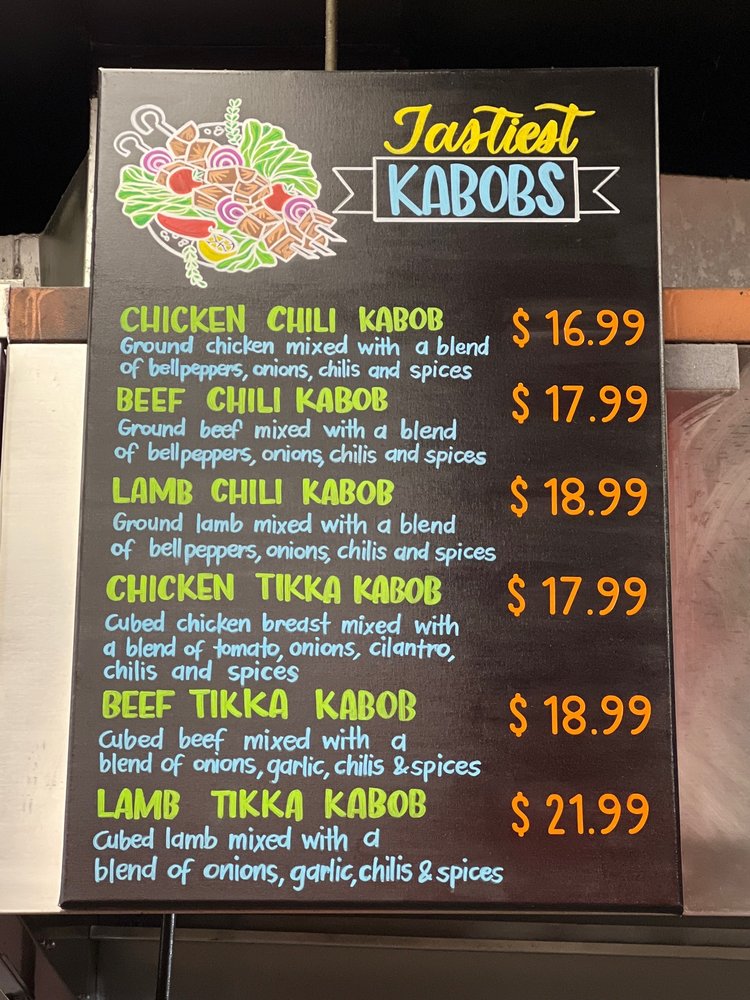 Tastiest
KABOBS
CHICKEN CHILI KABOB $ 16.99
Ground chicken mixed with a blend
of bellpeppers, onions, chilis and spices
BEEF CHILI KABOB $ 17.99
Ground beef mixed with a blend
of bellpeppers, onions, chilis and spices
LAMB CHILI KABOB $ 18.99
Ground lamb mixed with a blend
of bellpeppers, onions, chilis and spices
CHICKEN TIKKA KABOB $ 17.99
Cubed chicken breast mixed with
a blend of tomato, onions, cilantro,
chilis and spices
BEEF TIKKA KABOB $ 18.99
Cubed beef mixed with a
blend of onions, garlic, chilis & spices
LAMB TIKKA KABOB $ 21.99
Cubed lamb mixed with a
blend of onions, garlic, chilis & spices